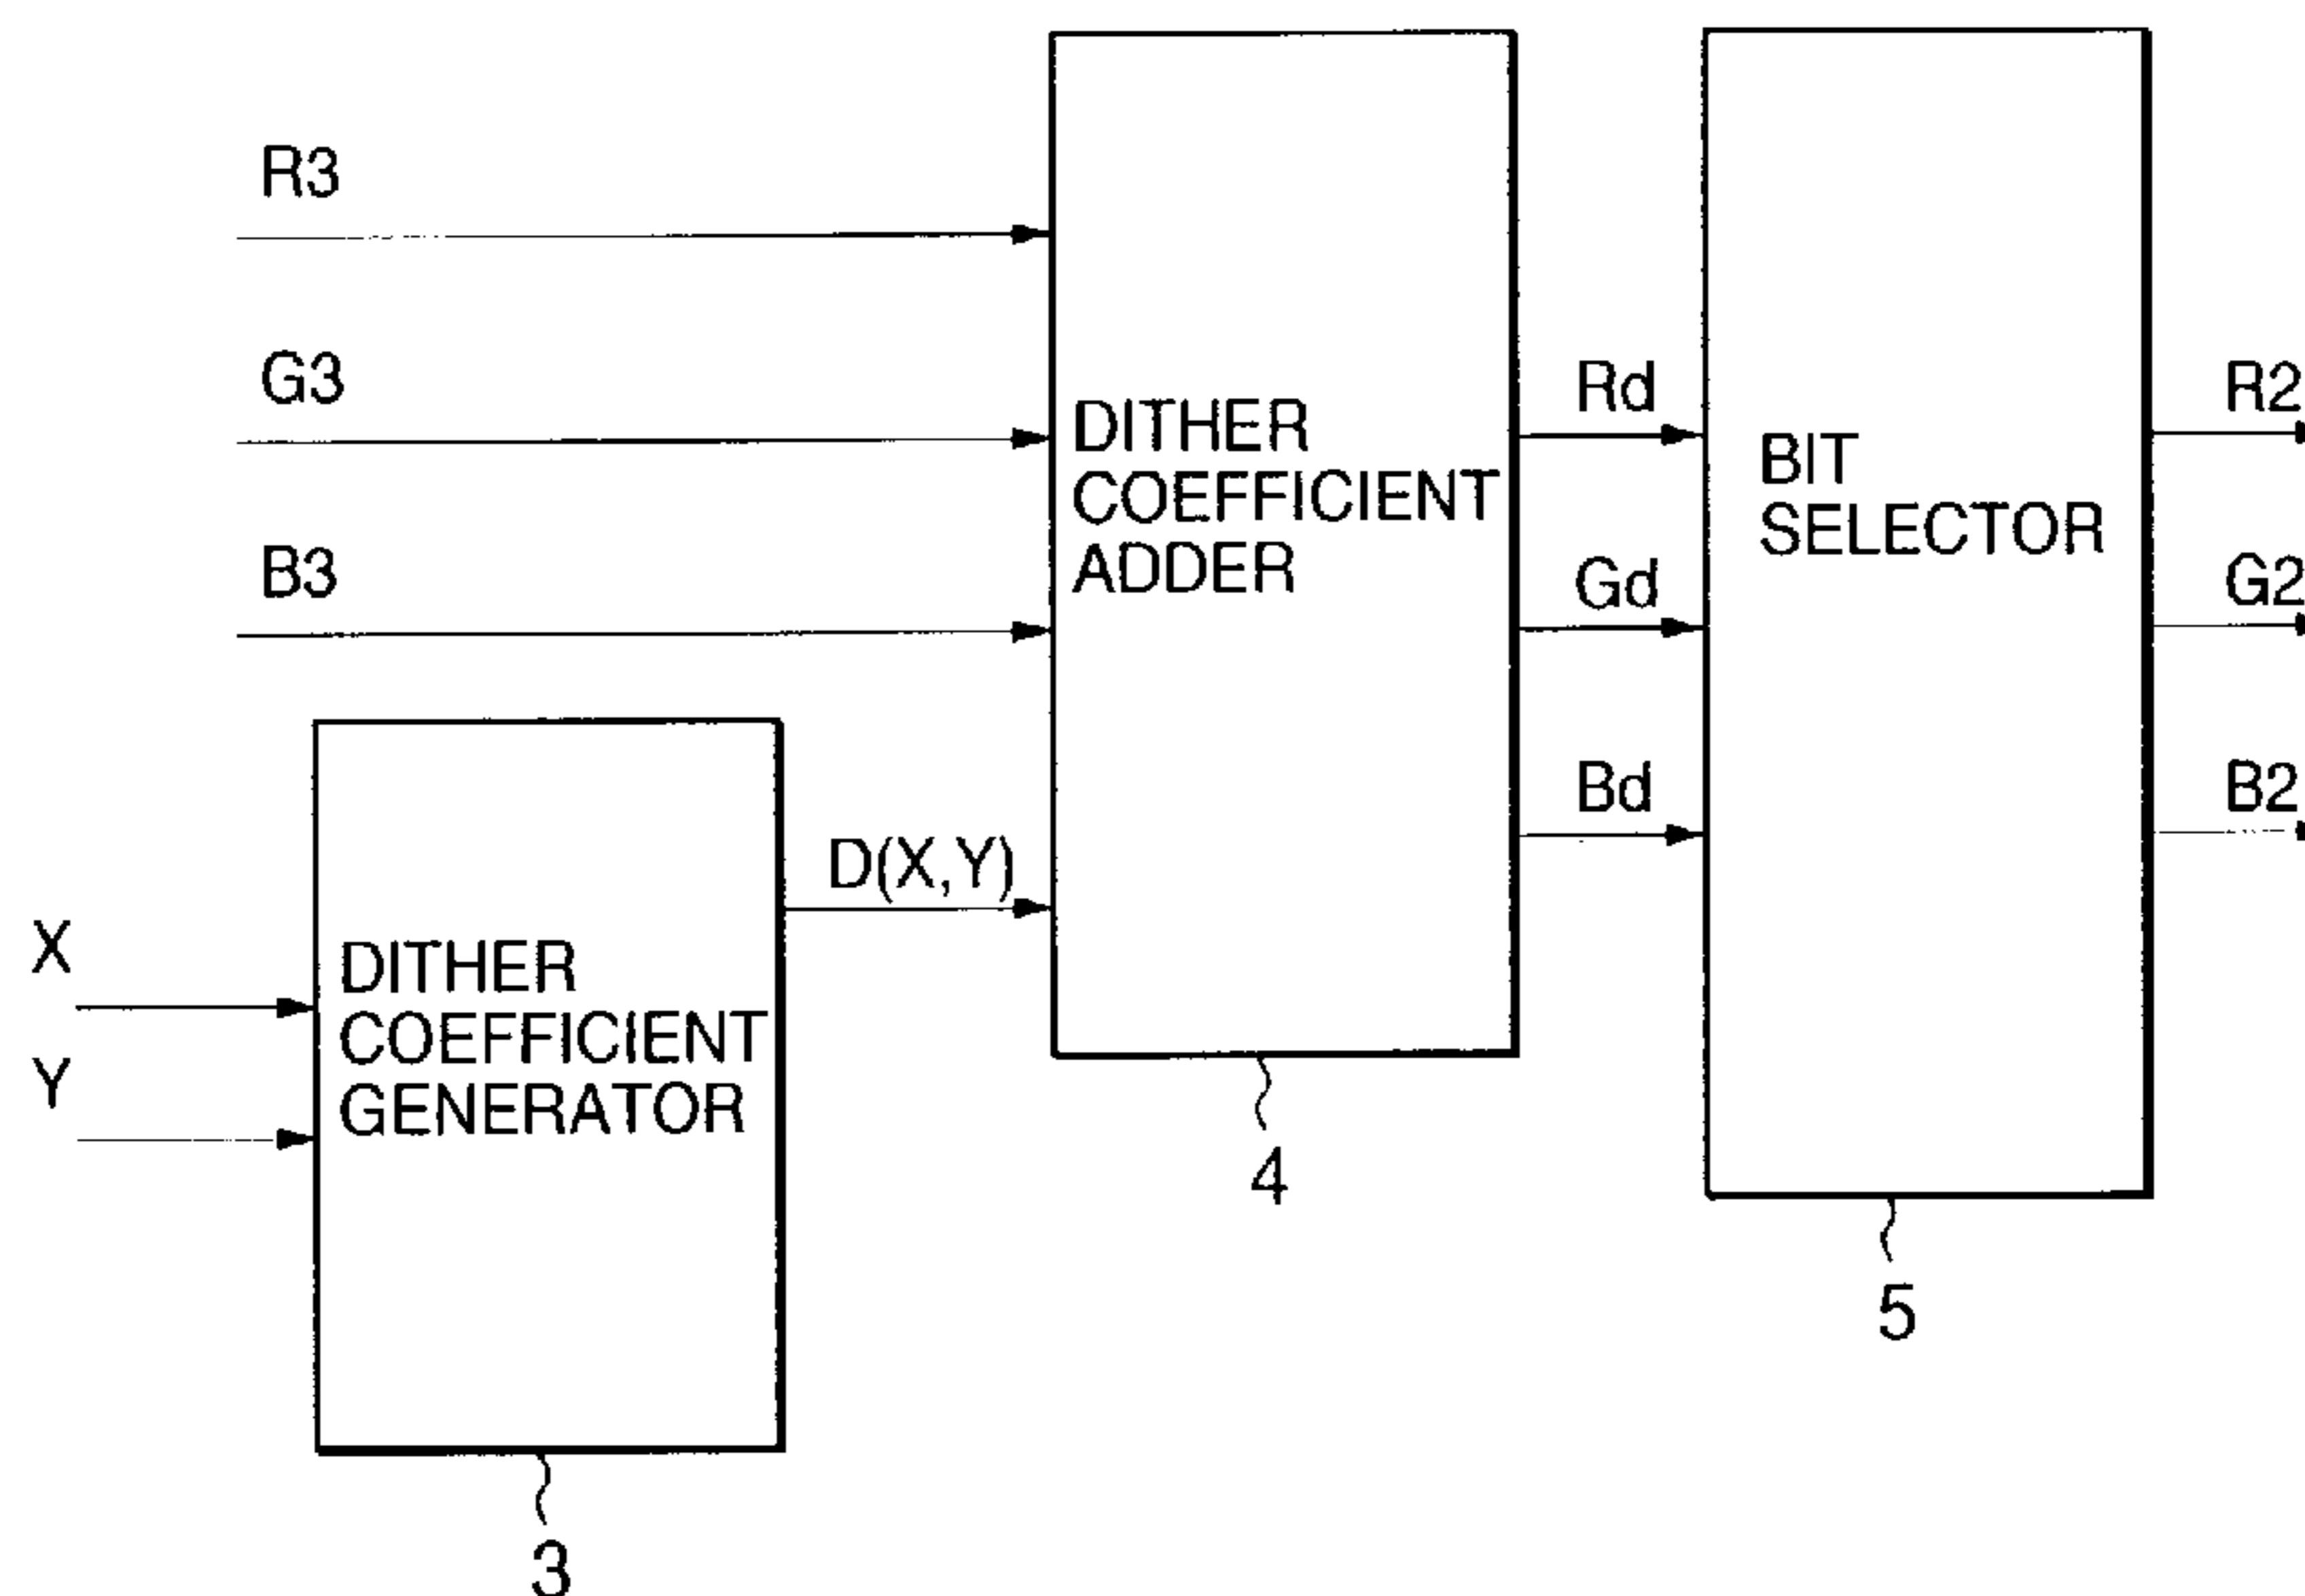 R3
G3
B3
DITHER
COEFFICIENT
ADDER
Rd
Gd
Bd
BIT
SELECTOR
R2
G2
B2
D(X,Y)
X
Y
DITHER
COEFFICIENT
GENERATOR
4
5
3